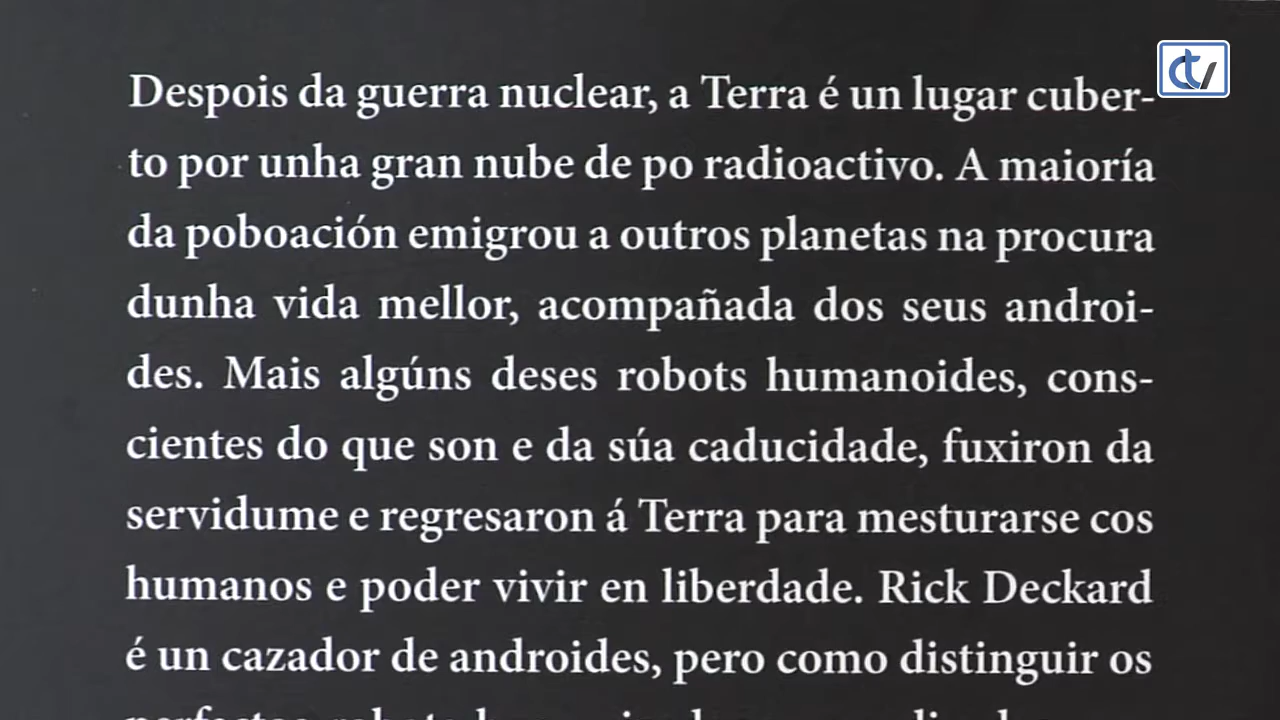 Despois da guerra nuclear, a Terra é un lugar cuber-
to por unha gran nube de po radioactivo. A maioría
da poboación emigrou a outros planetas na procura
dunha vida mellor, acompañada dos seus androi-
des. Mais algúns deses robots humanoides, cons-
cientes do que son e da súa caducidade, fuxiron da
servidume e regresaron á Terra para mesturarse cos
humanos e poder vivir en liberdade. Rick Deckard
é un cazador de androides, pero como distinguir os